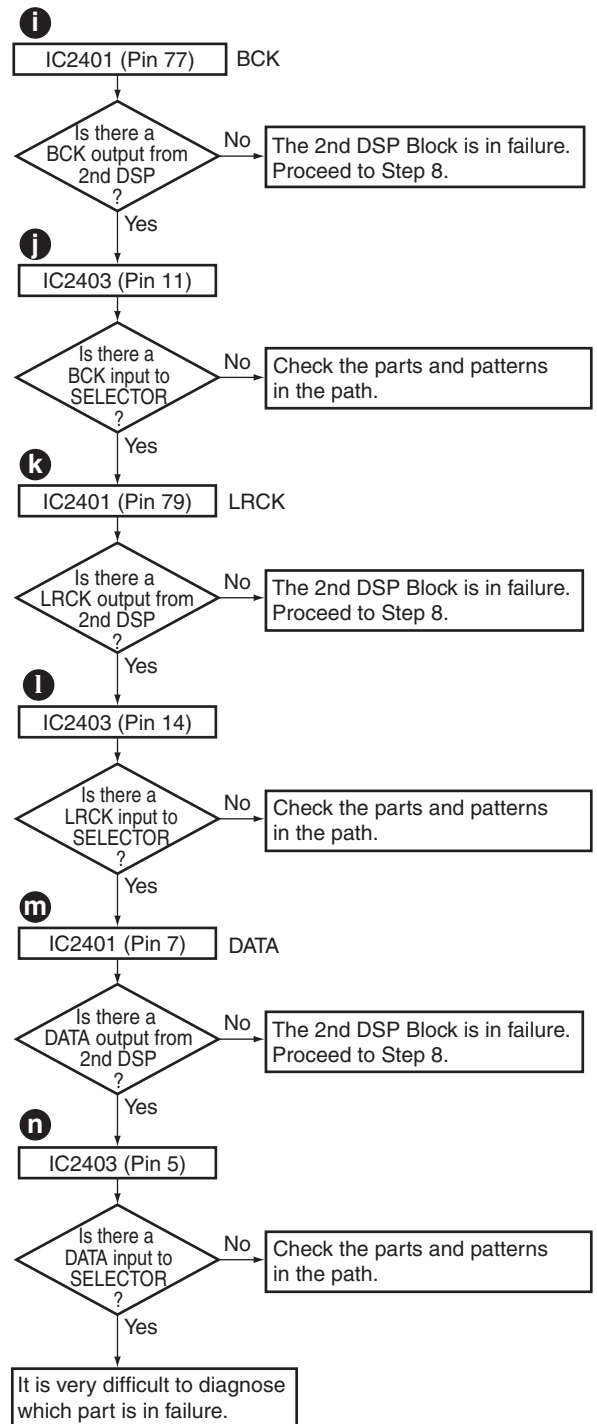 i
IC2401 (Pin 77) BCK
Is there a
BCK output from
2nd DSP
?
No
The 2nd DSP Block is in failure.
Proceed to Step 8.
Yes
j
IC2403 (Pin 11)
Is there a
BCK input to
SELECTOR
?
No
Check the parts and patterns
in the path.
Yes
k
IC2401 (Pin 79) LRCK
Is there a
LRCK output from
2nd DSP
?
No
The 2nd DSP Block is in failure.
Proceed to Step 8.
Yes
l
IC2403 (Pin 14)
Is there a
LRCK input to
SELECTOR
?
No
Check the parts and patterns
in the path.
Yes
m
IC2401 (Pin 7) DATA
Is there a
DATA output from
2nd DSP
?
No
The 2nd DSP Block is in failure.
Proceed to Step 8.
Yes
n
IC2403 (Pin 5)
Is there a
DATA input to
SELECTOR
?
No
Check the parts and patterns
in the path.
Yes
It is very difficult to diagnose
which part is in failure.